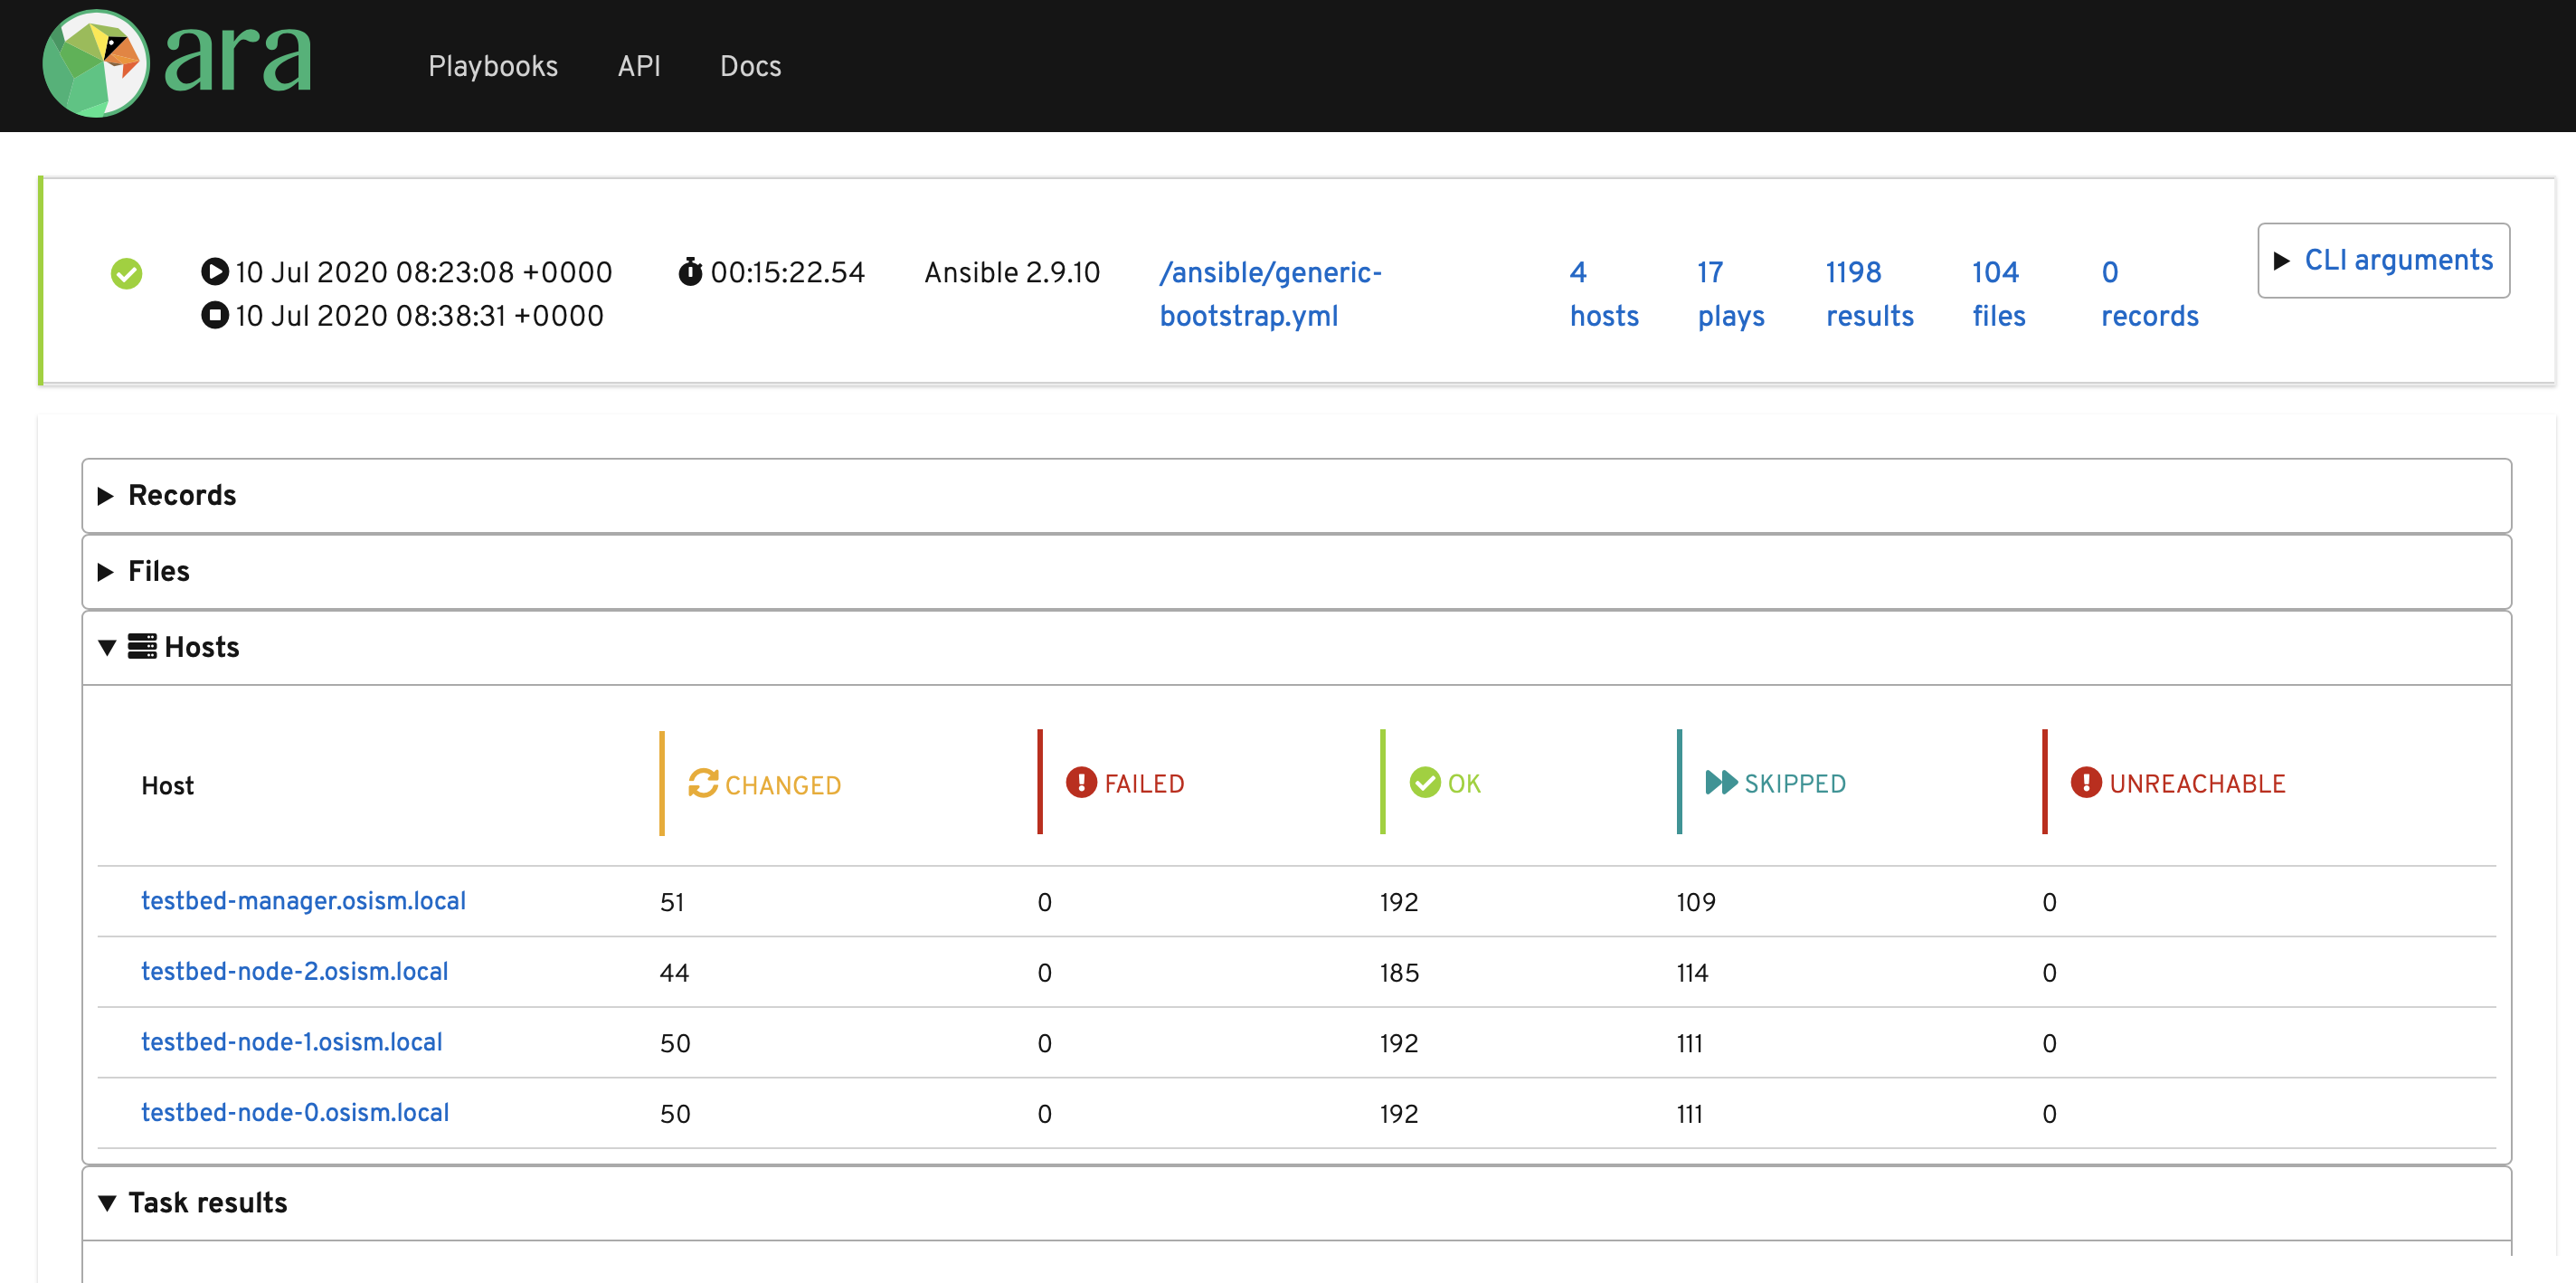 ara
Playbooks API Docs
10 Jul 2020 08:23:08 +0000 00:15:22.54 Ansible 2.9.10 /ansible/generic- 4 17 1198 104 0 CLI arguments
10 Jul 2020 08:38:31 +0000 bootstrap.yml hosts plays results files records
Records
Files
Hosts
Host CHANGED FAILED OK SKIPPED UNREACHABLE
testbed-manager.osism.local 51 0 192 109 0
testbed-node-2.osism.local 44 0 185 114 0
testbed-node-1.osism.local 50 0 192 111 0
testbed-node-0.osism.local 50 0 192 111 0
Task results